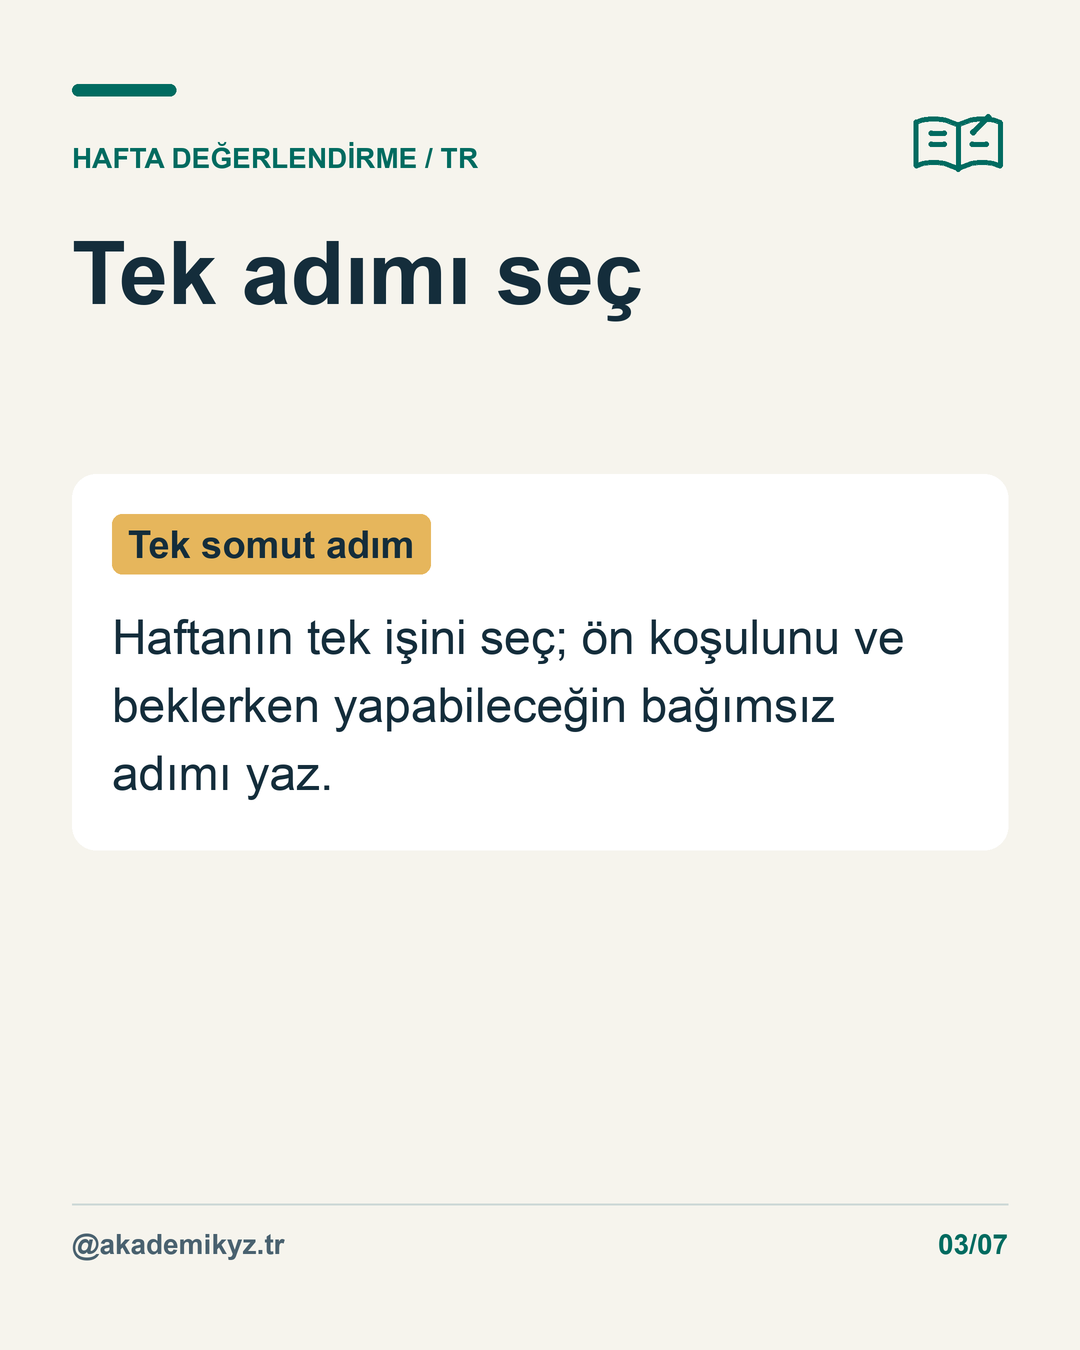 HAFTA DEĞERLENDİRME / TR
Tek adımı seç
Tek somut adım
Haftanın tek işini seç; ön koşulunu ve
beklerken yapabileceğin bağımsız
adımı yaz.
@akademikyz.tr
03/07